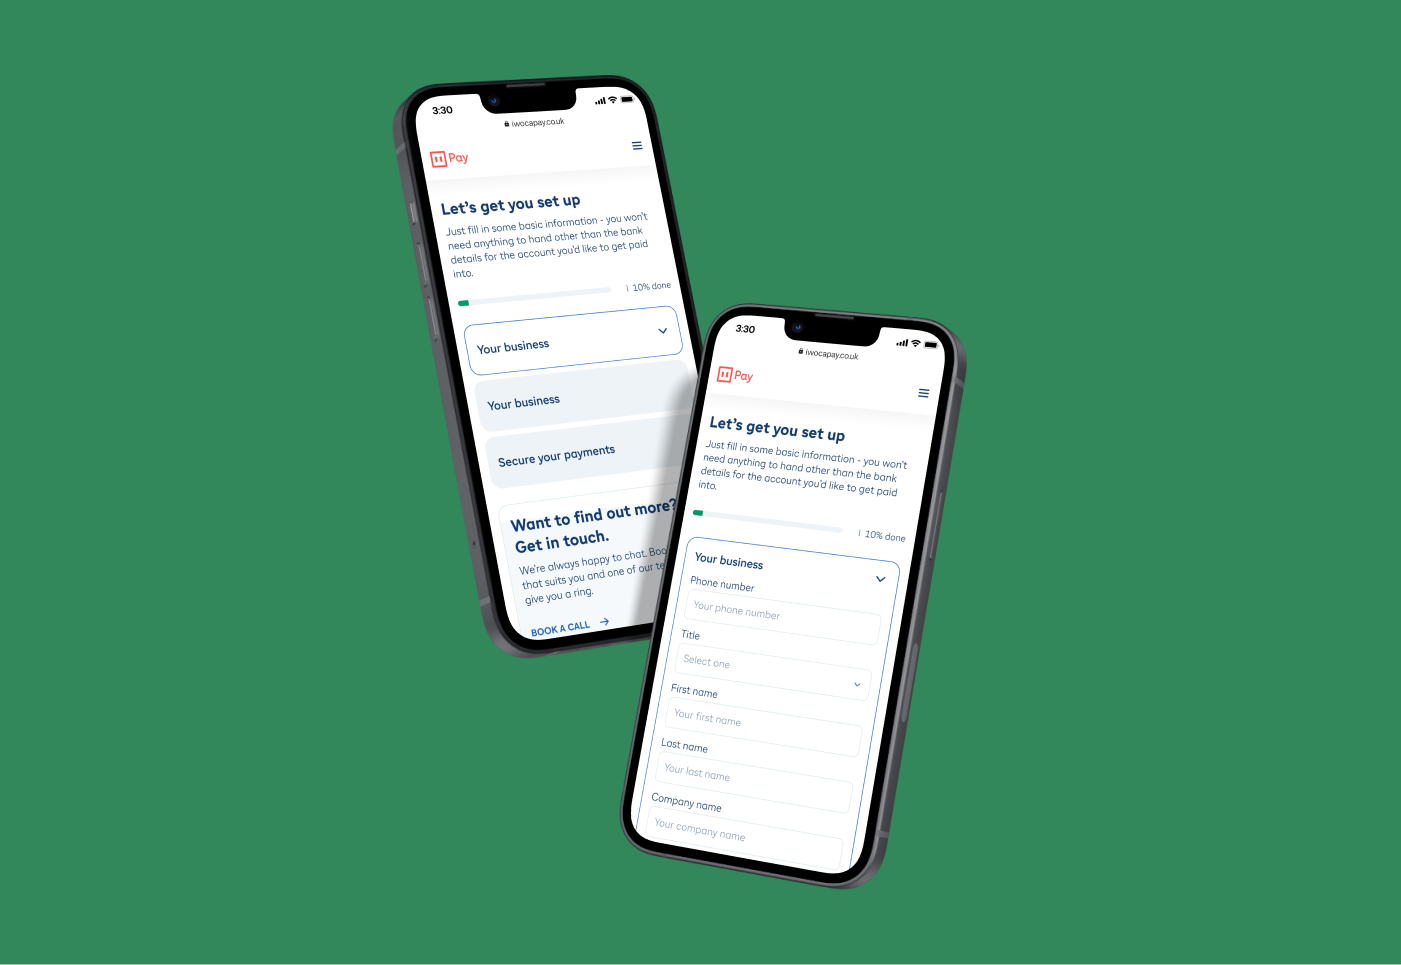 3:30
iwocapay.co.uk
Pay
Let's get you set up
Just fill in some basic information - you won't
need anything to hand other than the bank
details for the account you'd like to get paid
into.
10% done
Your business
Your business
Secure your payments
Want to find out more?
Get in touch.
We're always happy to chat.
that suits you and one of our
give you a ring.
BOOK A CALL
3:30
iwocapay.co.uk
Pay
Let's get you set up
Just fill in some basic information - you won't
need anything to hand other than the bank
details for the account you'd like to get paid
into.
10% done
Your business
Phone number
Your phone number
Title
Select one
First name
Your first name
Last name
Your last name
Company name
Your company name